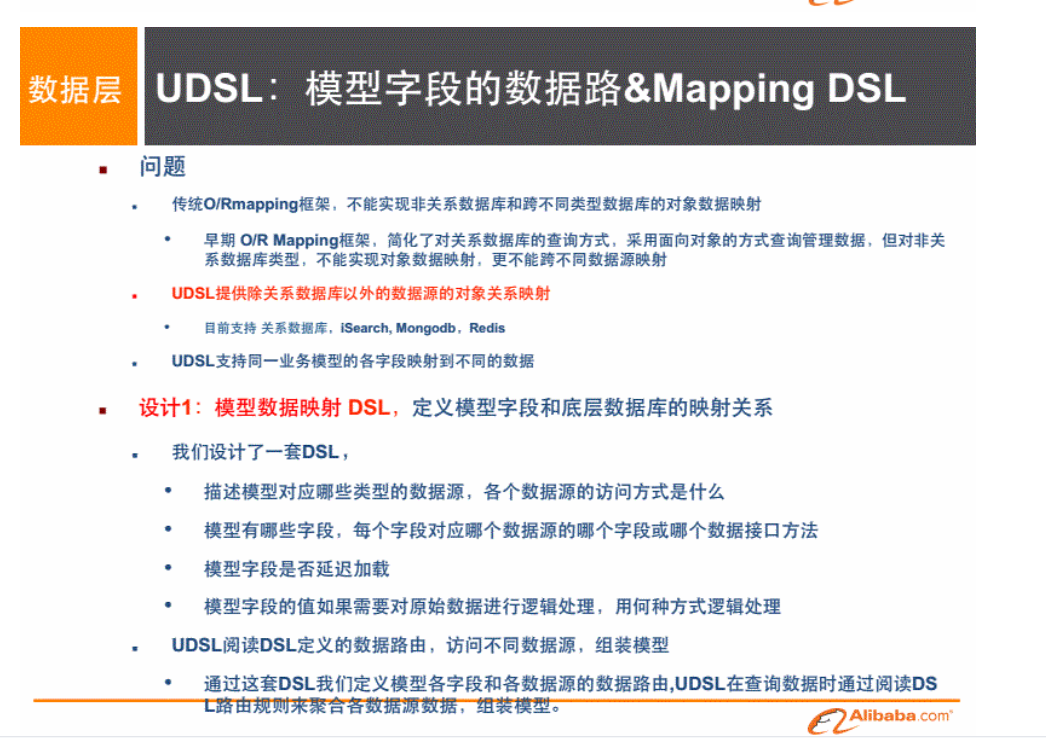 数据层
UDSL：模型字段的数据路&Mapping DSL
问题
传统O/Rmapping框架，不能实现非关系数据库和跨不同类型数据库的对象数据映射
早期 O/R Mapping框架，简化了对关系数据库的查询方式，采用面向对象的方式查询管理数据，但对非关
系数据库类型，不能实现对象数据映射，更不能跨不同数据源映射
UDSL提供除关系数据库以外的数据源的对象关系映射
目前支持 关系数据库，iSearch, Mongodb，Redis
UDSL支持同一业务模型的各字段映射到不同的数据
设计1：模型数据映射 DSL，定义模型字段和底层数据库的映射关系
我们设计了一套DSL，
描述模型对应哪些类型的数据源，各个数据源的访问方式是什么
模型有哪些字段，每个字段对应哪个数据源的哪个字段或哪个数据接口方法
模型字段是否延迟加载
模型字段的值如果需要对原始数据进行逻辑处理，用何种方式逻辑处理
UDSL阅读DSL定义的数据路由，访问不同数据源，组装模型
通过这套DSL我们定义模型各字段和各数据源的数据路由,UDSL在查询数据时通过阅读DS
L路由规则来聚合各数据源数据，组装模型。
Alibaba.com®